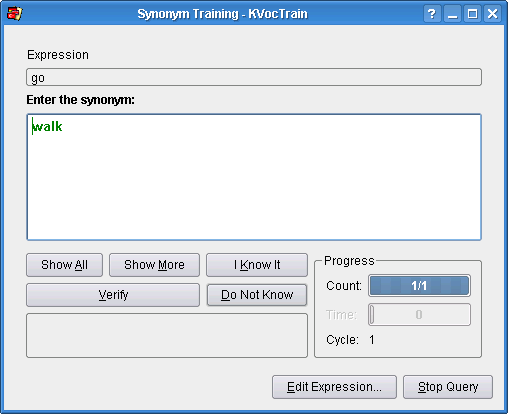 Synonym Training - KVocTrain
Expression
go
Enter the synonym:
walk
Show All Show More I Know It
Verify Do Not Know
Progress
Count: 1/1
Time: 0
Cycle: 1
Edit Expression... Stop Query